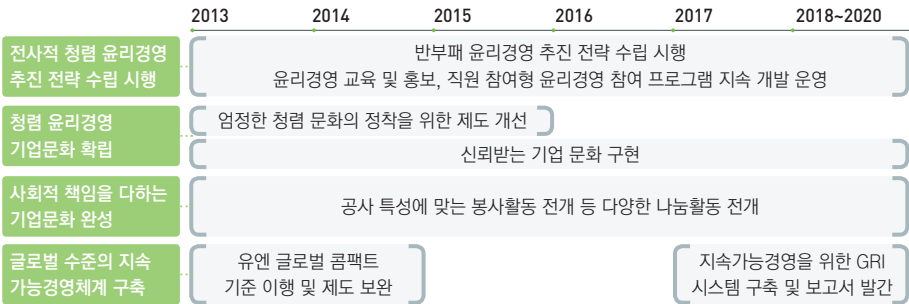 2013 2014 2015 2016 2017 2018~2020
전사적 청렴 윤리경영
추진 전략 수립 시행
반부패 윤리경영 추진 전략 수립 시행
윤리경영 교육 및 홍보, 직원 참여형 윤리경영 참여 프로그램 지속 개발 운영
청렴 윤리경영
기업문화 확립
엄정한 청렴 문화의 정착을 위한 제도 개선
신뢰받는 기업 문화 구현
사회적 책임을 다하는
기업문화 완성
공사 특성에 맞는 봉사활동 전개 등 다양한 나눔활동 전개
글로벌 수준의 지속
가능경영체계 구축
유엔 글로벌 콤팩트
기준 이행 및 제도 보완
지속가능경영을 위한 GRI
시스템 구축 및 보고서 발간